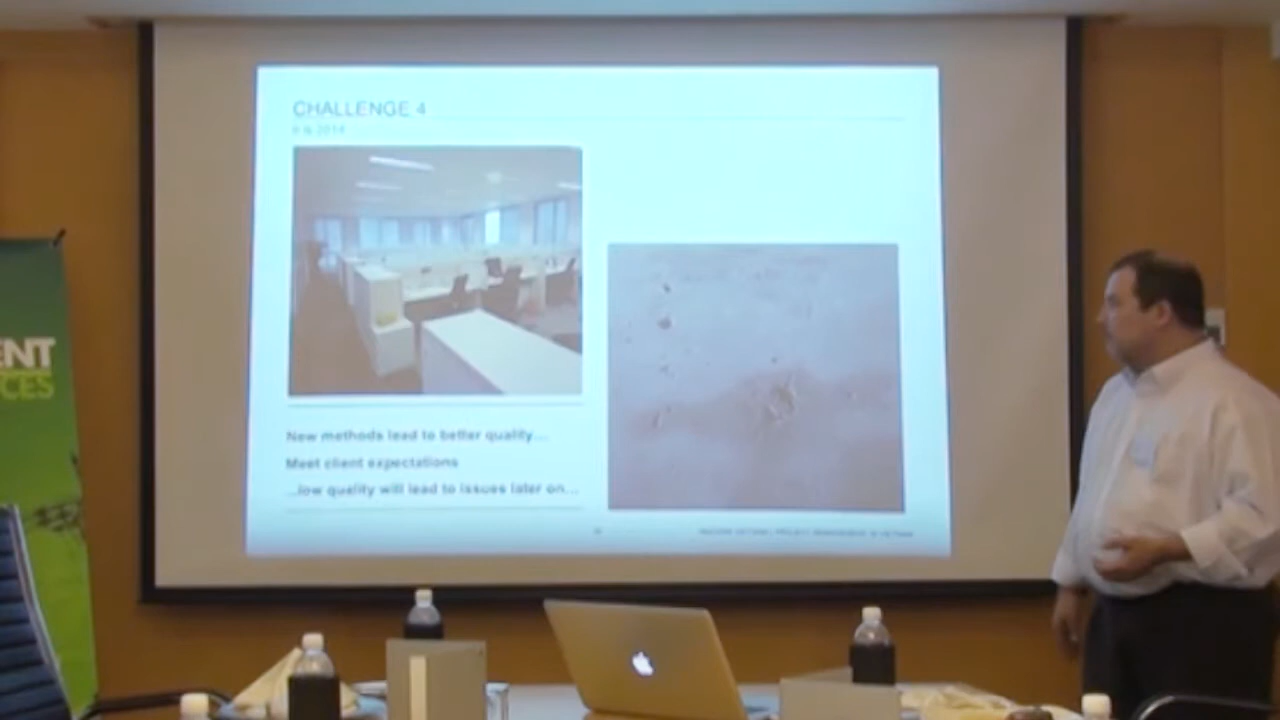 CHALLENGE 4
New methods lead to better quality...
Meet client expectations
...low quality will lead to issues later on...
ENT
CES